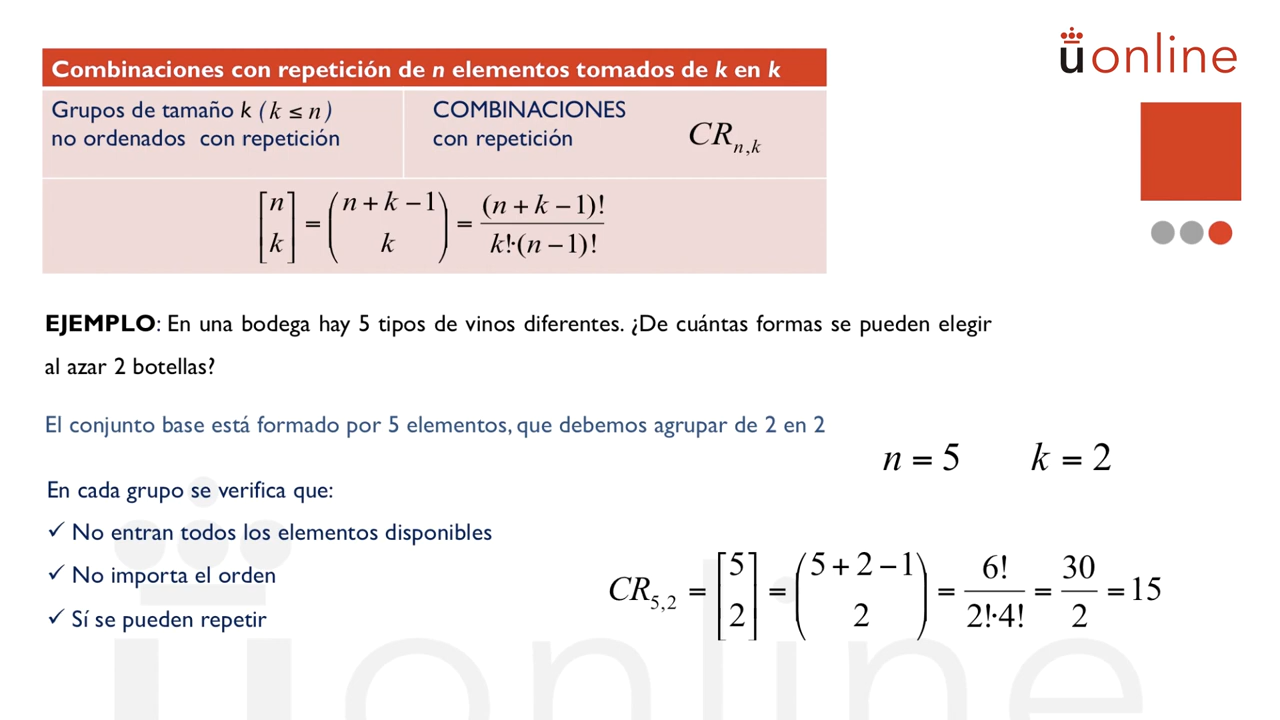 üonline
Combinaciones con repetición de n elementos tomados de k en k
Grupos de tamaño k (k ≤ n)
no ordenados con repetición
COMBINACIONES
con repetición
CR_{n,k}
[n k] = (n + k − 1 k) = (n + k − 1)! / k!·(n − 1)!
EJEMPLO: En una bodega hay 5 tipos de vinos diferentes. ¿De cuántas formas se pueden elegir
al azar 2 botellas?
El conjunto base está formado por 5 elementos, que debemos agrupar de 2 en 2
n = 5 k = 2
En cada grupo se verifica que:
✓ No entran todos los elementos disponibles
✓ No importa el orden
✓ Sí se pueden repetir
CR_{5,2} = [5 2] = (5 + 2 − 1 2) = 6! / 2!·4! = 30 / 2 = 15
üonline